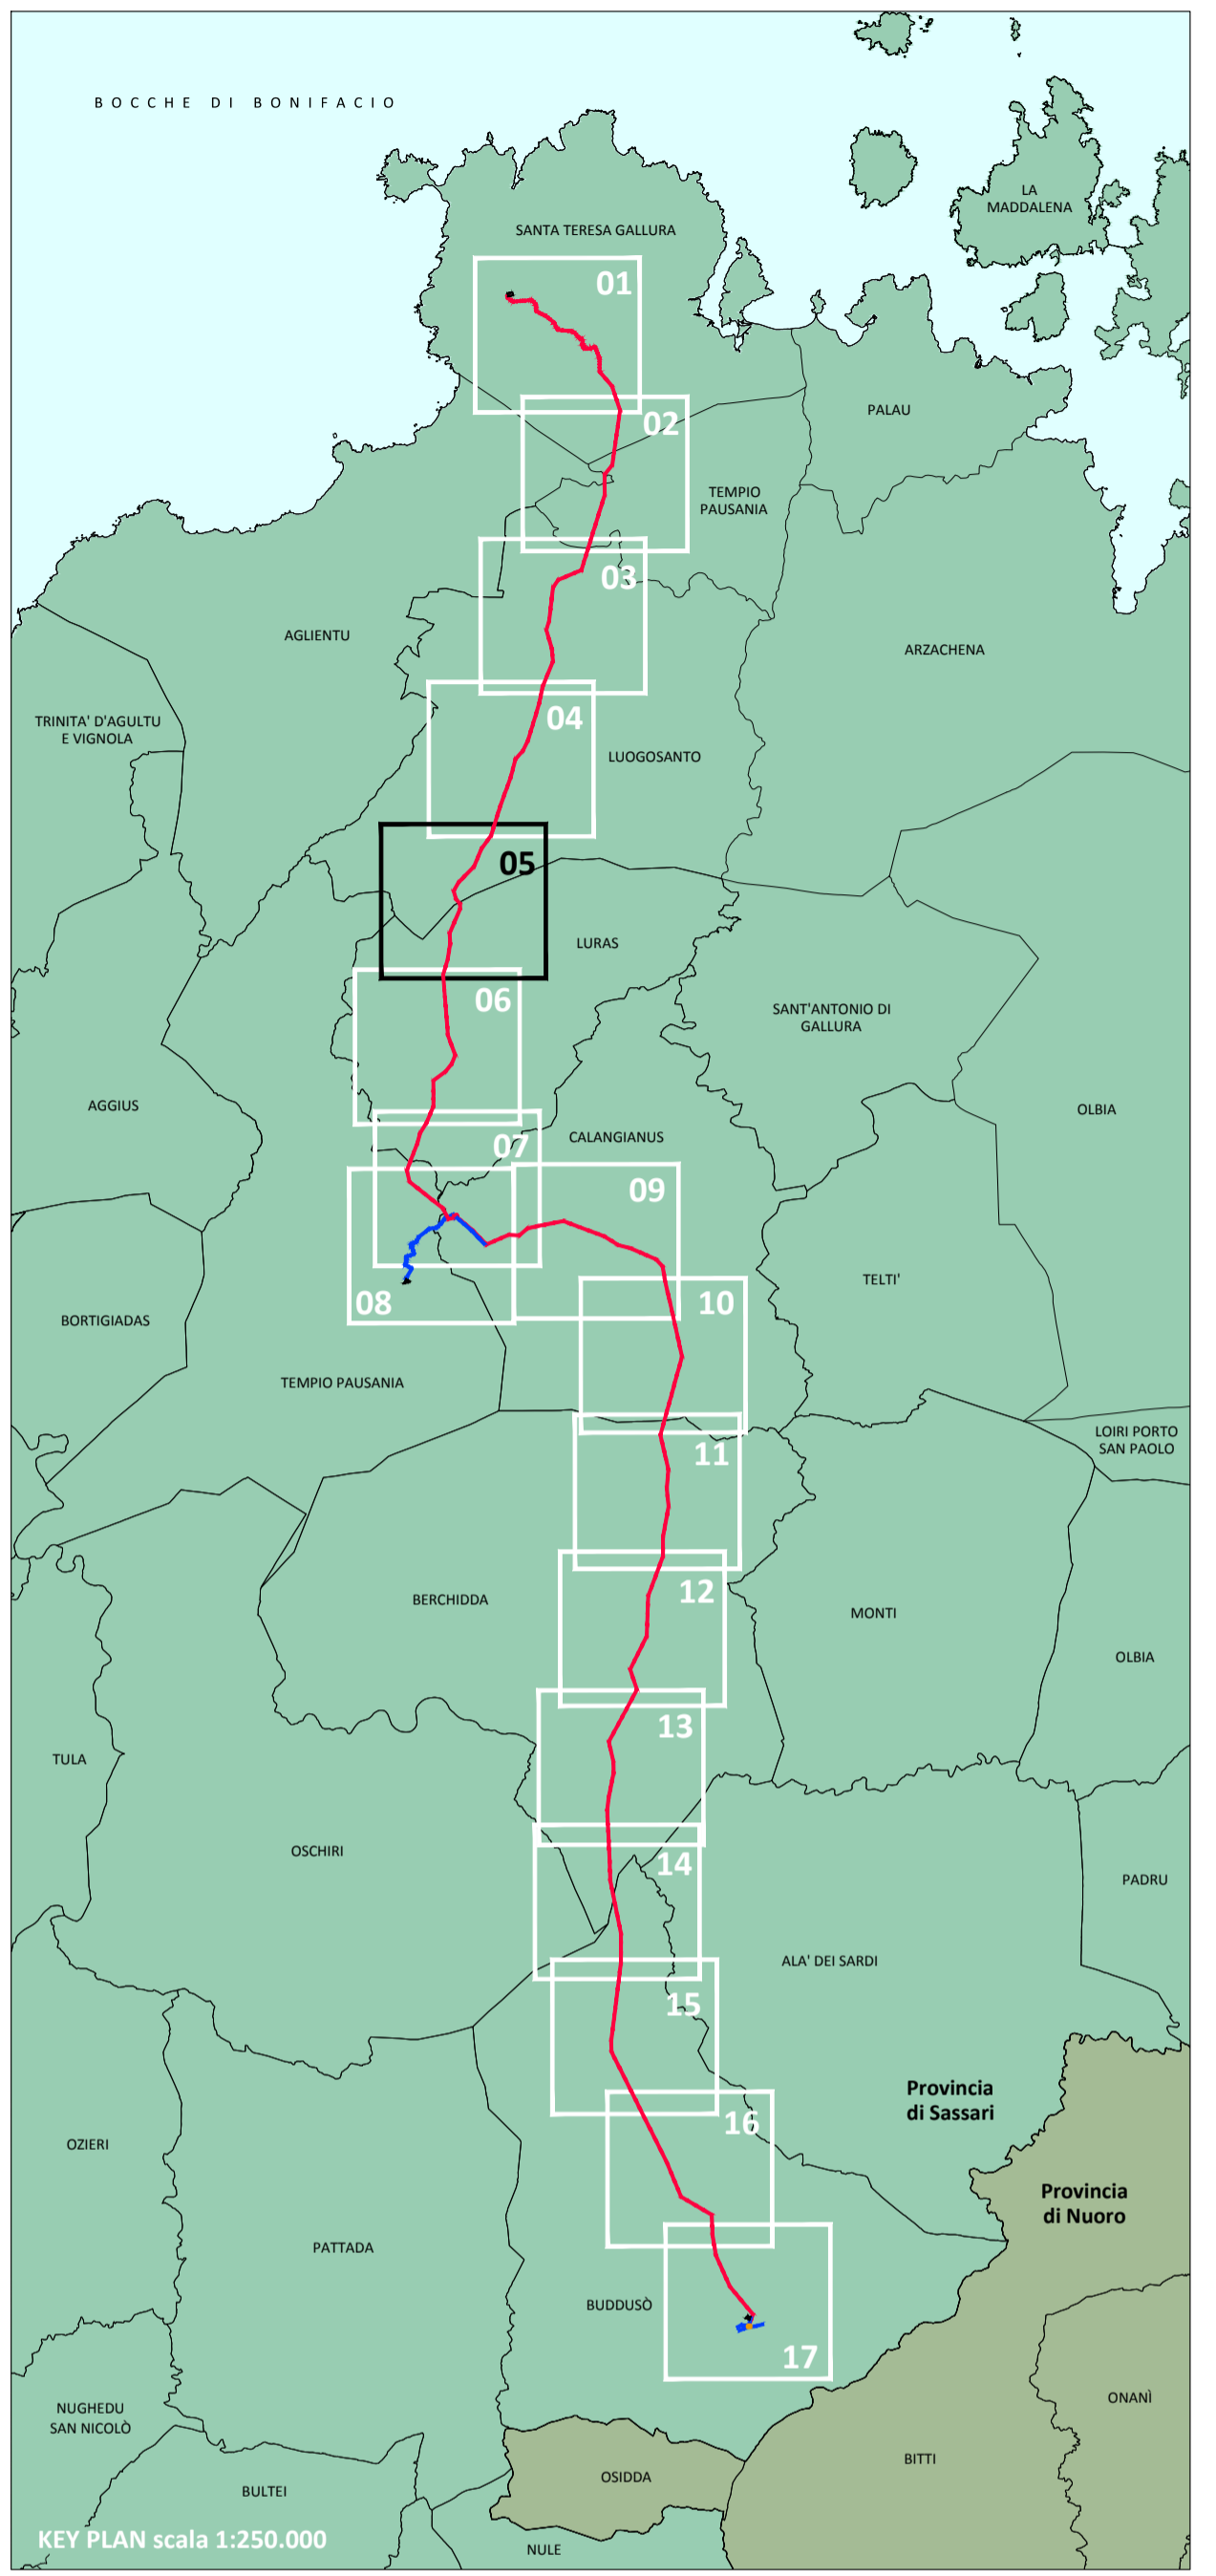 BOCCHE DI BONIFACIO
LA
MADDALENA
SANTA TERESA GALLURA
01
PALAU
02
TEMPIO
PAUSANIA
03
AGLIENTU
ARZACHENA
TRINITA' D'AGULTU
E VIGNOLA
04
LUOGOSANTO
05
LURAS
06
SANT'ANTONIO DI
GALLURA
AGGIUS
OLBIA
CALANGIANUS
07
09
TELTI'
08
10
BORTIGIADAS
TEMPIO PAUSANIA
LOIRI PORTO
SAN PAOLO
11
BERCHIDDA
12
MONTI
OLBIA
13
TULA
OSCHIRI
14
PADRU
ALA' DEI SARDI
15
Provincia
di Sassari
16
OZIERI
Provincia
di Nuoro
PATTADA
BUDDUSÒ
17
NUGHEDU
SAN NICOLÒ
ONANÌ
BITTI
OSIDDA
BULTEI
KEY PLAN scala 1:250.000
NULE